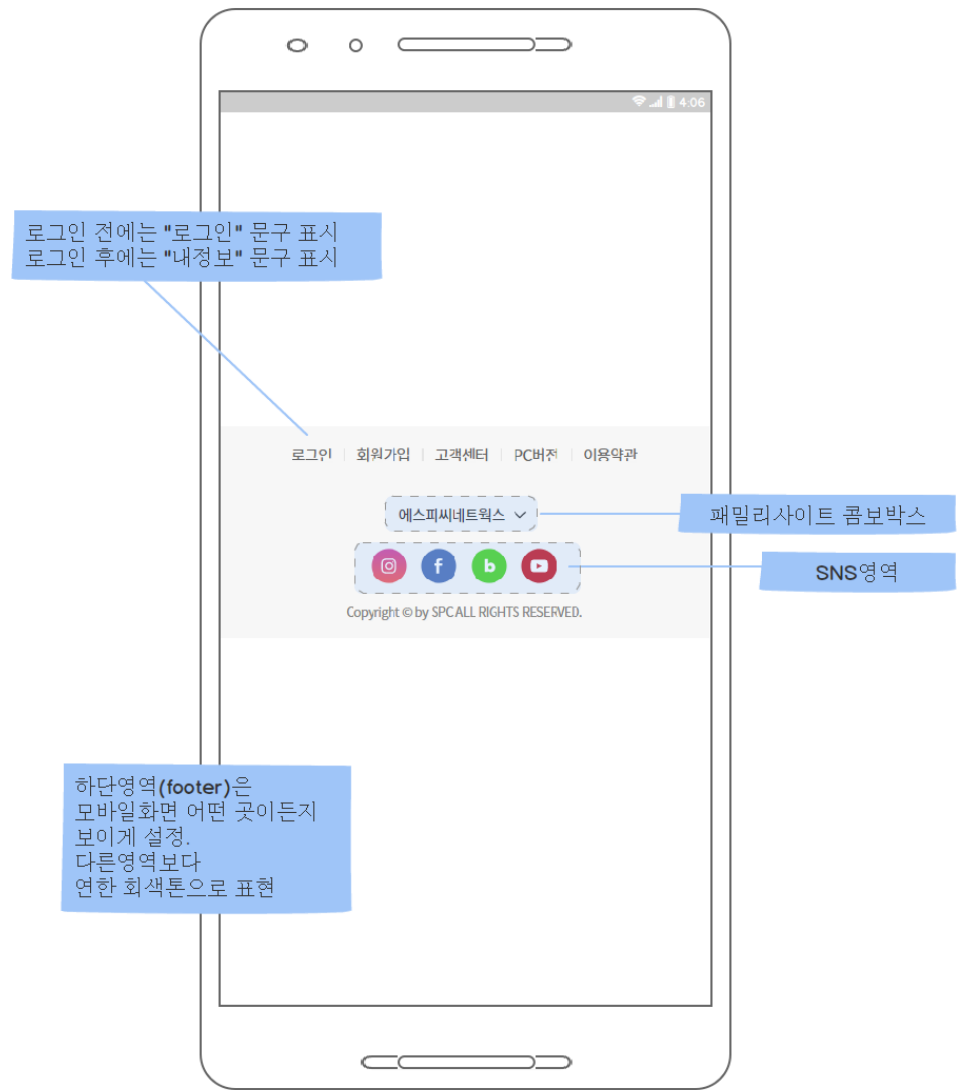 4:06
로그인 전에는 "로그인" 문구 표시
로그인 후에는 "내정보" 문구 표시
로그인 회원가입 고객센터 PC버전 이용약관
에스피씨네트웍스
패밀리사이트 콤보박스
SNS영역
Copyright © by SPC ALL RIGHTS RESERVED.
하단영역(footer)은
모바일화면 어떤 곳이든지
보이게 설정.
다른영역보다
연한 회색톤으로 표현